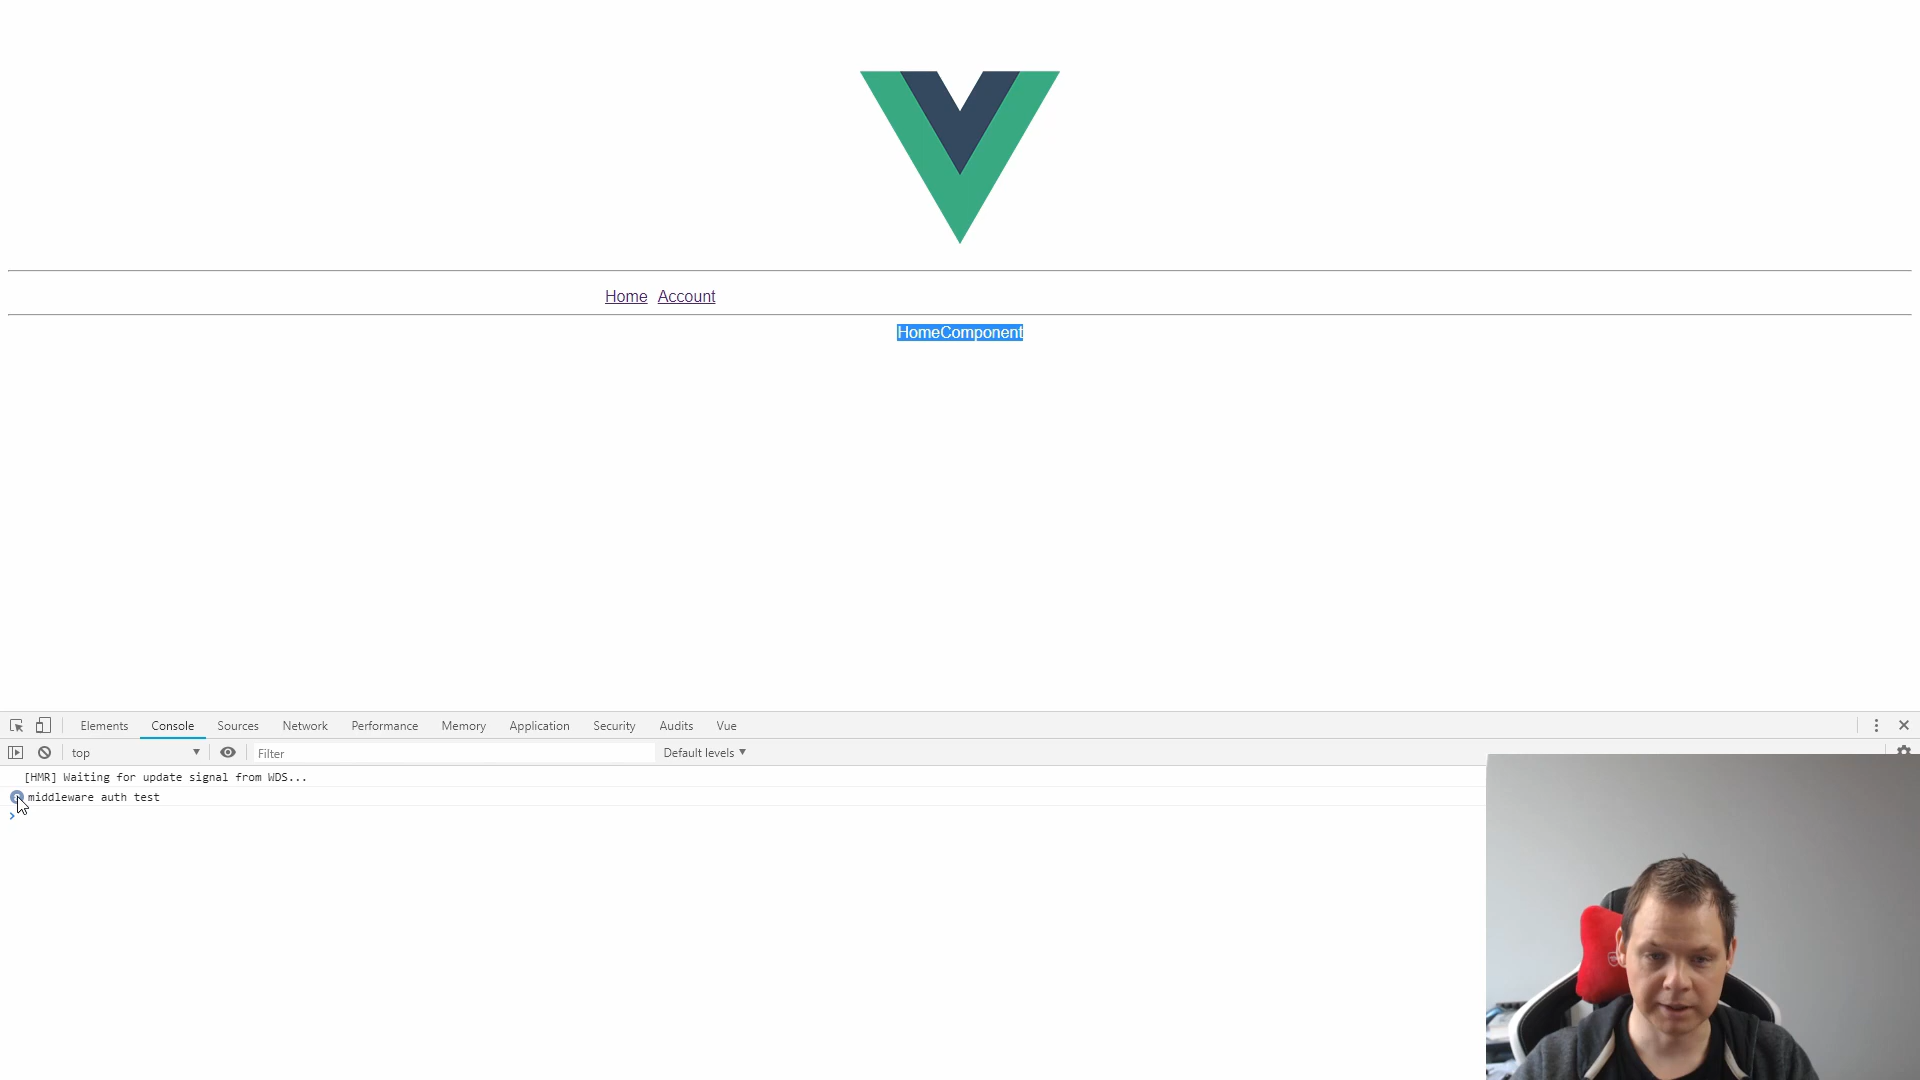 Home Account
HomeComponent
Elements Console Sources Network Performance Memory Application Security Audits Vue
top Filter Default levels
[HMR] Waiting for update signal from WDS...
middleware auth test